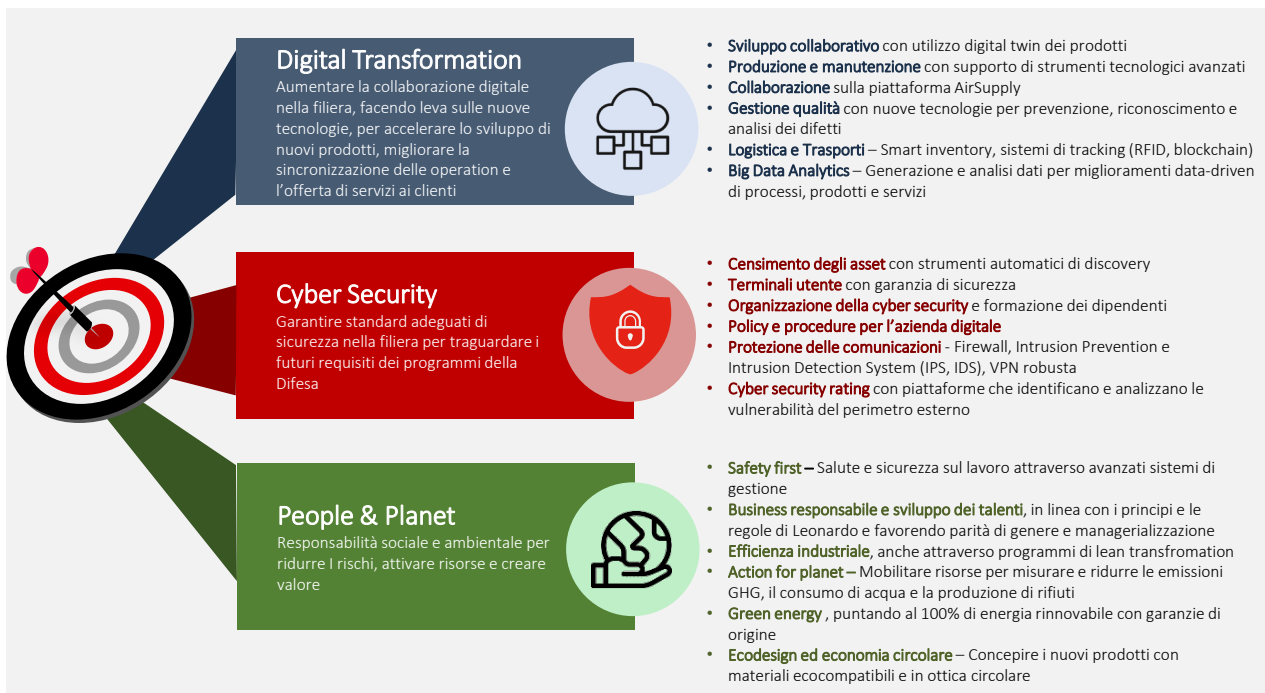 Digital Transformation
Aumentare la collaborazione digitale
nella filiera, facendo leva sulle nuove
tecnologie, per accelerare lo sviluppo di
nuovi prodotti, migliorare la
sincronizzazione delle operation e
l'offerta di servizi ai clienti
• Sviluppo collaborativo con utilizzo digital twin dei prodotti
• Produzione e manutenzione con supporto di strumenti tecnologici avanzati
• Collaborazione sulla piattaforma AirSupply
• Gestione qualità con nuove tecnologie per prevenzione, riconoscimento e
analisi dei difetti
• Logistica e Trasporti – Smart inventory, sistemi di tracking (RFID, blockchain)
• Big Data Analytics – Generazione e analisi dati per miglioramenti data-driven
di processi, prodotti e servizi
Cyber Security
Garantire standard adeguati di
sicurezza nella filiera per traguardare i
futuri requisiti dei programmi della
Difesa
• Censimento degli asset con strumenti automatici di discovery
• Terminali utente con garanzia di sicurezza
• Organizzazione della cyber security e formazione dei dipendenti
• Policy e procedure per l'azienda digitale
• Protezione delle comunicazioni - Firewall, Intrusion Prevention e
Intrusion Detection System (IPS, IDS), VPN robusta
• Cyber security rating con piattaforme che identificano e analizzano le
vulnerabilità del perimetro esterno
People & Planet
Responsabilità sociale e ambientale per
ridurre I rischi, attivare risorse e creare
valore
• Safety first – Salute e sicurezza sul lavoro attraverso avanzati sistemi di
gestione
• Business responsabile e sviluppo dei talenti, in linea con i principi e le
regole di Leonardo e favorendo parità di genere e managerializzazione
• Efficienza industriale, anche attraverso programmi di lean transfromation
• Action for planet – Mobilitare risorse per misurare e ridurre le emissioni
GHG, il consumo di acqua e la produzione di rifiuti
• Green energy , puntando al 100% di energia rinnovabile con garanzie di
origine
• Ecodesign ed economia circolare – Concepire i nuovi prodotti con
materiali ecocompatibili e in ottica circolare